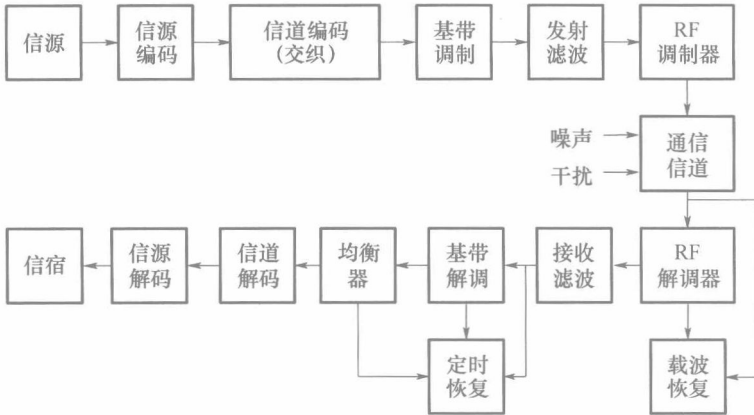 信源
信源
编码
信道编码
(交织)
基带
调制
发射
滤波
RF
调制器
噪声
干扰
通信
信道
信宿
信源
解码
信道
解码
均衡
器
基带
解调
接收
滤波
RF
解调器
定时
恢复
载波
恢复